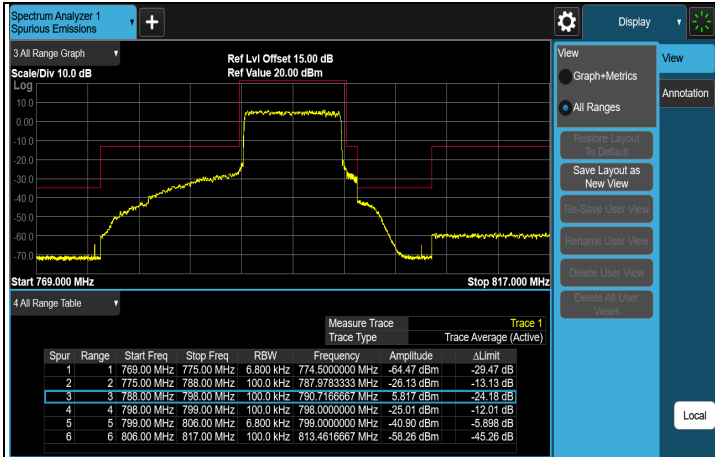 Spectrum Analyzer 1
Spurious Emissions
+
Display
3 All Range Graph
Ref Lvl Offset 15.00 dB
Scale/Div 10.0 dB
Ref Value 20.00 dBm
Log
10.0
0.00
-10.0
-20.0
-30.0
-40.0
-50.0
-60.0
-70.0
Start 769.000 MHz
Stop 817.000 MHz
View
Graph+Metrics
All Ranges
Restore Layout
To Default
Save Layout as
New View
Re-Save User View
Rename User View
Delete User View
Delete All User
Views
View
Annotation
Local
4 All Range Table
Measure Trace Trace 1
Trace Type Trace Average (Active)
Spur Range Start Freq Stop Freq RBW Frequency Amplitude ΔLimit
1 1 769.00 MHz 775.00 MHz 6.800 kHz 774.5000000 MHz -64.47 dBm -29.47 dB
2 2 775.00 MHz 788.00 MHz 100.0 kHz 787.9783333 MHz -26.13 dBm -13.13 dB
3 3 788.00 MHz 798.00 MHz 100.0 kHz 790.7166667 MHz 5.817 dBm -24.18 dB
4 4 798.00 MHz 799.00 MHz 100.0 kHz 798.0000000 MHz -25.01 dBm -12.01 dB
5 5 799.00 MHz 806.00 MHz 6.800 kHz 799.0000000 MHz -40.90 dBm -5.898 dB
6 6 806.00 MHz 817.00 MHz 100.0 kHz 813.4616667 MHz -58.26 dBm -45.26 dB